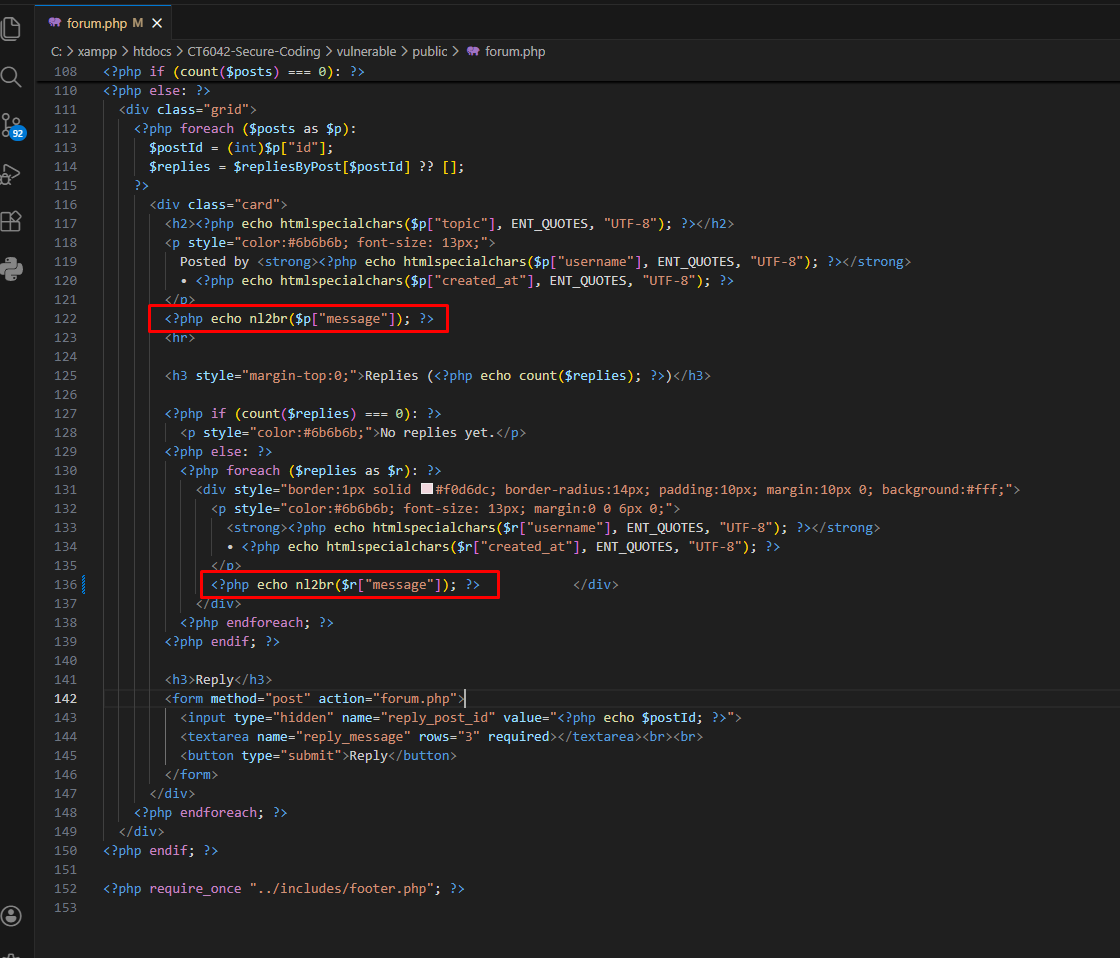 forum.php M ×
C: > xampp > htdocs > CT6042-Secure-Coding > vulnerable > public > forum.php
108 <?php if (count($posts) === 0): ?>
110 <?php else: ?>
111 <div class="grid">
112 <?php foreach ($posts as $p):
113 $postId = (int)$p["id"];
114 $replies = $repliesByPost[$postId] ?? [];
115 ?>
116 <div class="card">
117 <h2><?php echo htmlspecialchars($p["topic"], ENT_QUOTES, "UTF-8"); ?></h2>
118 <p style="color:#6b6b6b; font-size: 13px;">
119 Posted by <strong><?php echo htmlspecialchars($p["username"], ENT_QUOTES, "UTF-8"); ?></strong>
120 • <?php echo htmlspecialchars($p["created_at"], ENT_QUOTES, "UTF-8"); ?>
121 </p>
122 <?php echo nl2br($p["message"]); ?>
123 <hr>
124
92
125 <h3 style="margin-top:0;">Replies (<?php echo count($replies); ?>)</h3>
126
127 <?php if (count($replies) === 0): ?>
128 <p style="color:#6b6b6b;">No replies yet.</p>
129 <?php else: ?>
130 <?php foreach ($replies as $r): ?>
131 <div style="border:1px solid #f0d6dc; border-radius:14px; padding:10px; margin:10px 0; background:#fff;">
132 <p style="color:#6b6b6b; font-size: 13px; margin:0 0 6px 0;">
133 <strong><?php echo htmlspecialchars($r["username"], ENT_QUOTES, "UTF-8"); ?></strong>
134 • <?php echo htmlspecialchars($r["created_at"], ENT_QUOTES, "UTF-8"); ?>
135 </p>
136 <?php echo nl2br($r["message"]); ?> </div>
137 </div>
138 <?php endforeach; ?>
139 <?php endif; ?>
140
141 <h3>Reply</h3>
142 <form method="post" action="forum.php">
143 <input type="hidden" name="reply_post_id" value="<?php echo $postId; ?>">
144 <textarea name="reply_message" rows="3" required></textarea><br><br>
145 <button type="submit">Reply</button>
146 </form>
147 </div>
148 <?php endforeach; ?>
149 </div>
150 <?php endif; ?>
151
152 <?php require_once "../includes/footer.php"; ?>
153